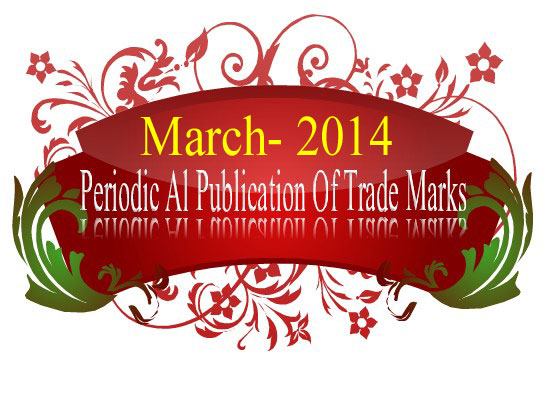 March- 2014
Periodic Al Publication Of Trade Marks